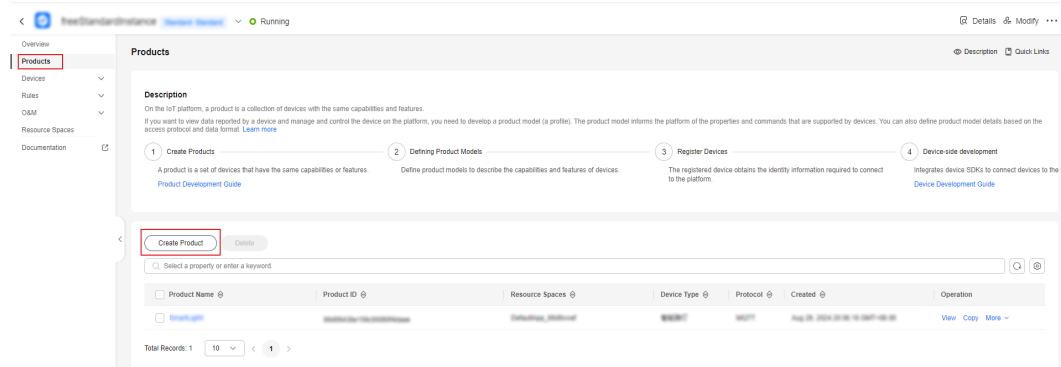 freeStandardInstance
Running
Details
Modify
Overview
Products
Devices
Rules
O&M
Resource Spaces
Documentation
Products
Description
Quick Links
Description
On the IoT platform, a product is a collection of devices with the same capabilities and features.
If you want to view data reported by a device and manage and control the device on the platform, you need to develop a product model (a profile). The product model informs the platform of the properties and commands that are supported by devices. You can also define product model details based on the
access protocol and data format. Learn more
1 Create Products
A product is a set of devices that have the same capabilities or features.
Product Development Guide
2 Defining Product Models
Define product models to describe the capabilities and features of devices.
3 Register Devices
The registered device obtains the identity information required to connect
to the platform.
4 Device-side development
Integrates device SDKs to connect devices to the
Device Development Guide
Create Product
Delete
Select a property or enter a keyword.
Product Name
Product ID
Resource Spaces
Device Type
Protocol
Created
Operation
SmartLight
MQTT
View Copy More
Total Records: 1
10
1